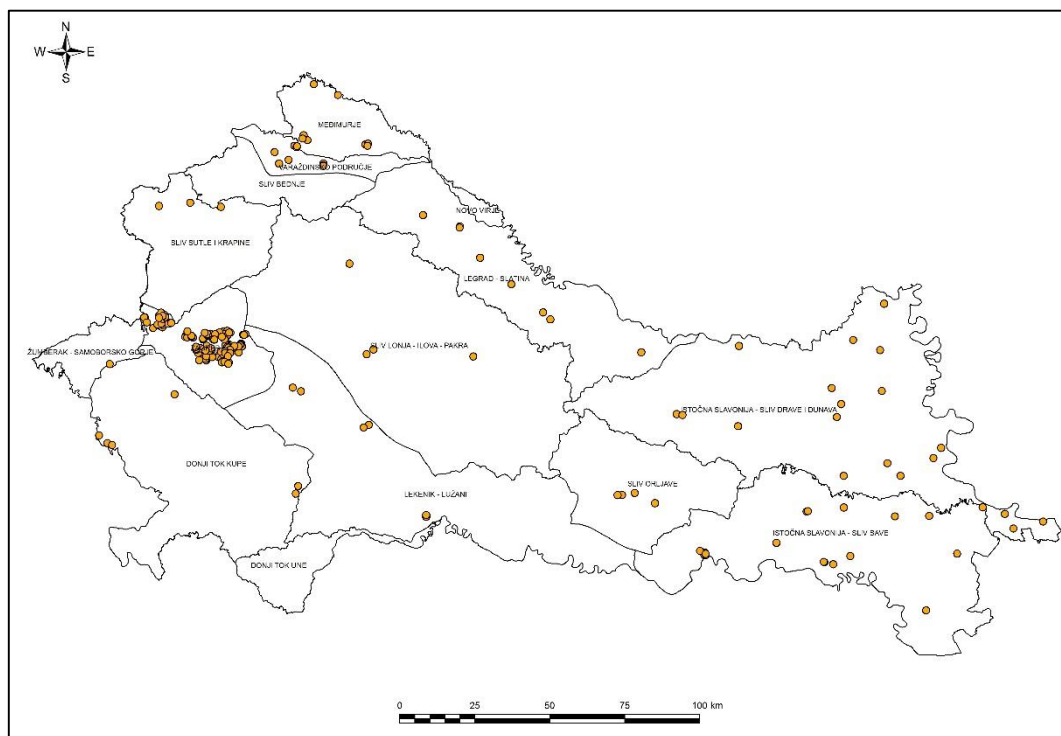 N
W E
S
MEĐIMURJE
VARAŽDINSKO PODRUČJE
SLIV BEDNJE
NOVO VIRJE
SLIV SUTLE I KRAPINE
LEGRAD - SLATINA
SLIV LONJA - ILOVA - PAKRA
ŽUMBERAK - SAMOBORSKO GORJE
ISTOČNA SLAVONIJA - SLIV DRAVE I DUNAVA
DONJI TOK KUPE
SLIV ORLJAVE
LEKENIK - LUŽANI
ISTOČNA SLAVONIJA - SLIV SAVE
DONJI TOK UNE
0 25 50 75 100 km